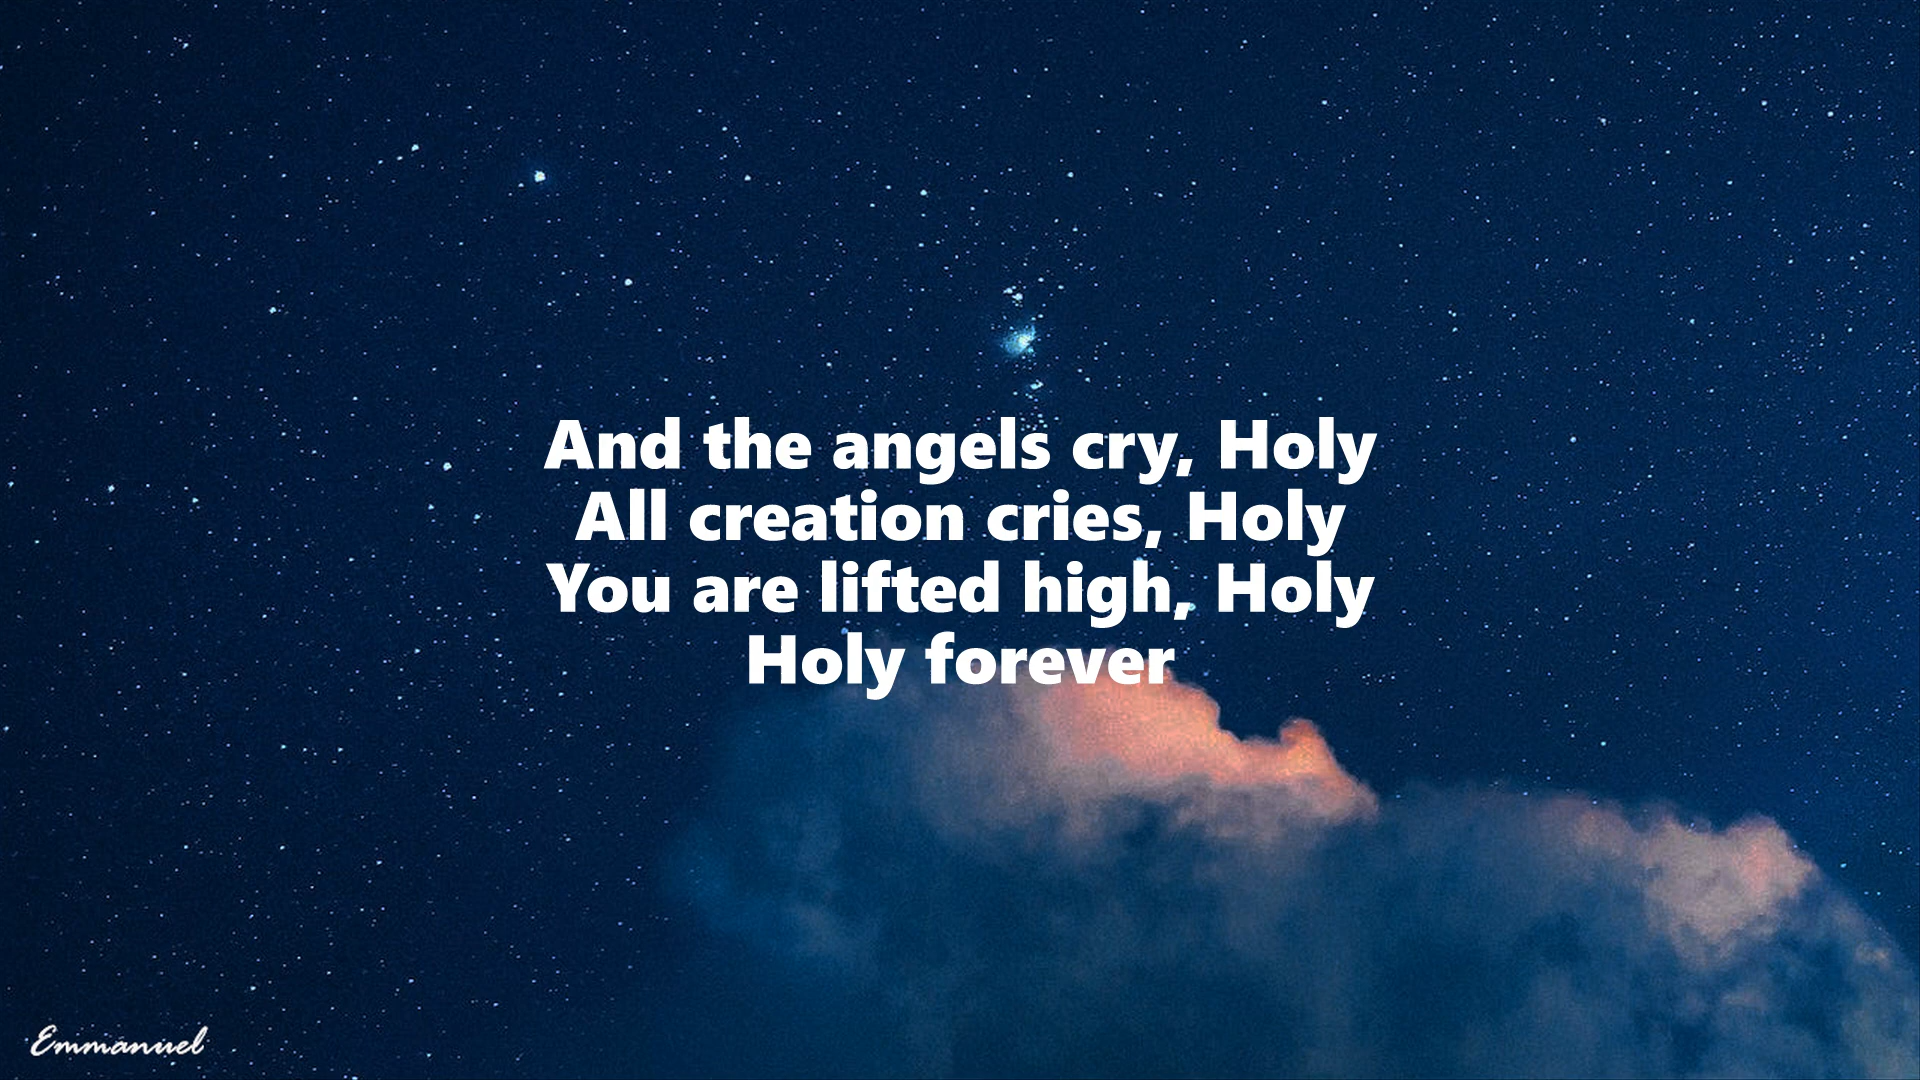 And the angels cry, Holy
All creation cries, Holy
You are lifted high, Holy
Holy forever
Emmanuel